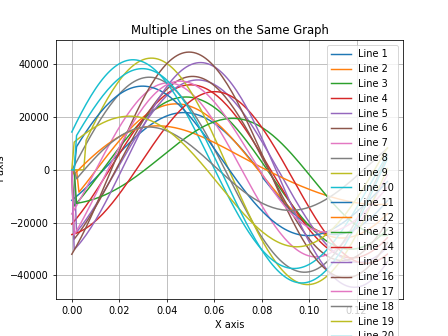 Multiple Lines on the Same Graph
40000
20000
0
−20000
−40000
0.00
0.02
0.04
0.06
0.08
0.10
X axis
axis
Line 1
Line 2
Line 3
Line 4
Line 5
Line 6
Line 7
Line 8
Line 9
Line 10
Line 11
Line 12
Line 13
Line 14
Line 15
Line 16
Line 17
Line 18
Line 19
Line 20